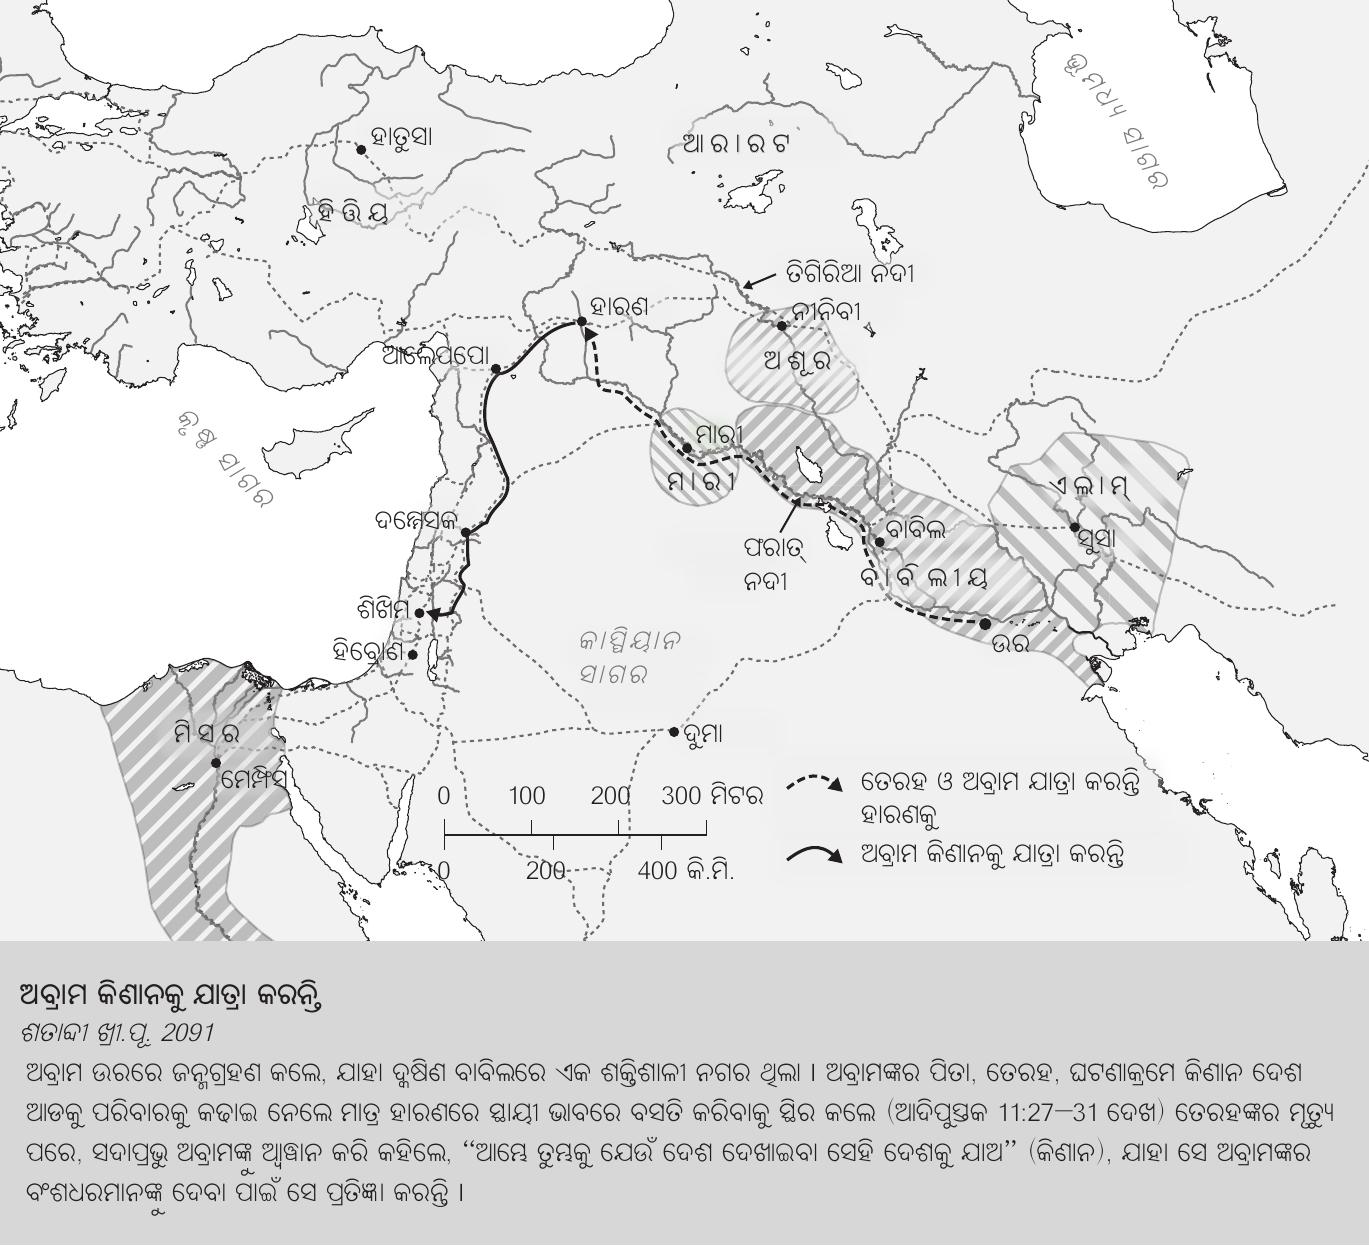 ଭୂମଧ୍ୟ ସାଗର
ହାତୁସା
ଆରାରଟ
ହିତ୍ତିୟ
ତିଗିରିଆ ନଦୀ
ହାରଣ
ନୀନିବୀ
ଆଲେପପୋ
ଅଶୂର
କୃଷ୍ଣ ସାଗର
ମାରୀ
ମାରୀ
ଏଲାମ୍
ଦମ୍ମେସକ
ବାବିଲ
ସୁସା
ଫରାତ୍
ନଦୀ
ବାବିଲୀୟ
ଶିଖିମ
କାସ୍ପିୟାନ
ସାଗର
ହିବ୍ରୋଣ
ଉର
ମିସର
ଦୁମା
ମେମ୍ଫିସ
0 100 200 300 ମିଟର
0 200 400 କି.ମି.
ତେରହ ଓ ଅବ୍ରାମ ଯାତ୍ରା କରନ୍ତି
ହାରଣକୁ
ଅବ୍ରାମ କିଣାନକୁ ଯାତ୍ରା କରନ୍ତି
ଅବ୍ରାମ କିଣାନକୁ ଯାତ୍ରା କରନ୍ତି
ଶତାବ୍ଦୀ ଖ୍ରୀ.ପୂ. 2091
ଅବ୍ରାମ ଉରରେ ଜନ୍ମଗ୍ରହଣ କଲେ, ଯାହା ଦକ୍ଷିଣ ବାବିଲରେ ଏକ ଶକ୍ତିଶାଳୀ ନଗର ଥିଲା । ଅବ୍ରାମଙ୍କର ପିତା, ତେରହ, ଘଟଣାକ୍ରମେ କିଣାନ ଦେଶ
ଆଡକୁ ପରିବାରକୁ କଢାଇ ନେଲେ ମାତ୍ର ହାରଣରେ ସ୍ଥାୟୀ ଭାବରେ ବସତି କରିବାକୁ ସ୍ଥିର କଲେ (ଆଦିପୁସ୍ତକ 11:27–31 ଦେଖ) ତେରହଙ୍କର ମୃତ୍ୟୁ
ପରେ, ସଦାପ୍ରଭୁ ଅବ୍ରାମଙ୍କୁ ଆହ୍ୱାନ କରି କହିଲେ, “ଆମ୍ଭେ ତୁମ୍ଭକୁ ଯେଉଁ ଦେଶ ଦେଖାଇବା ସେହି ଦେଶକୁ ଯାଅ” (କିଣାନ), ଯାହା ସେ ଅବ୍ରାମଙ୍କର
ବଂଶଧରମାନଙ୍କୁ ଦେବା ପାଇଁ ସେ ପ୍ରତିଜ୍ଞା କରନ୍ତି ।